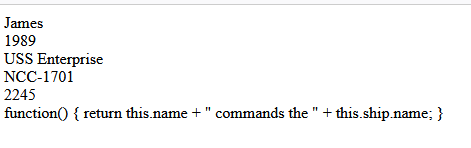 James
1989
USS Enterprise
NCC-1701
2245
function() { return this.name + " commands the " + this.ship.name; }